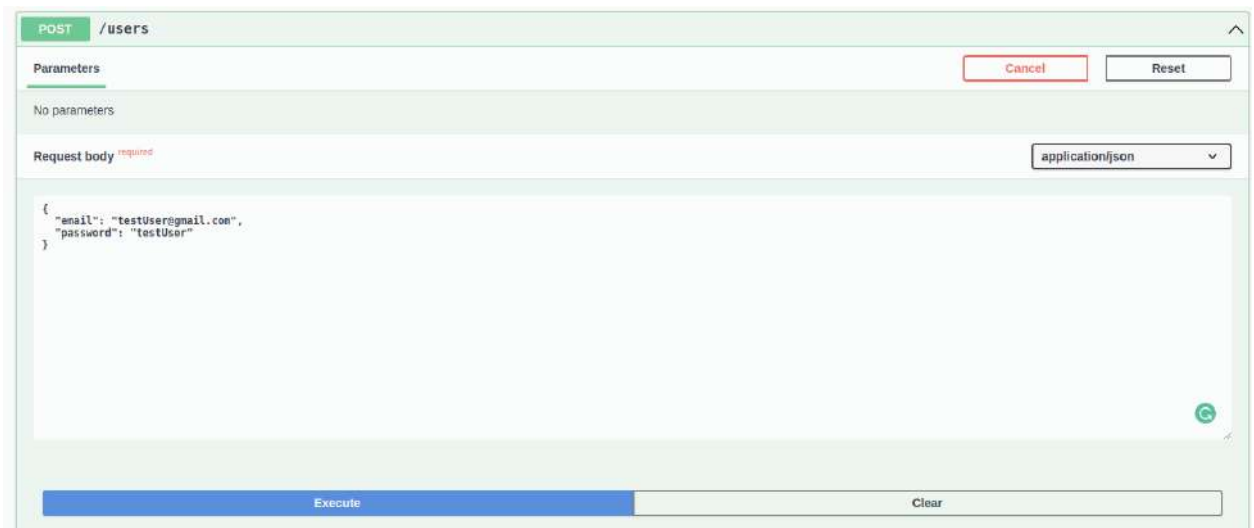 POST /users
Parameters Cancel Reset
No parameters
Request body required application/json
{
"email": "testUser@gmail.com",
"password": "testUser"
}
Execute Clear